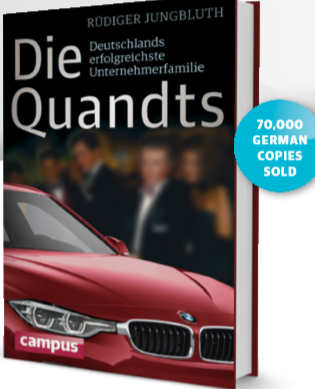 RÜDIGER JUNGBLUTH
Die
Deutschlands
erfolgreichste
Unternehmerfamilie
Quandts
70,000
GERMAN
COPIES
SOLD
campus